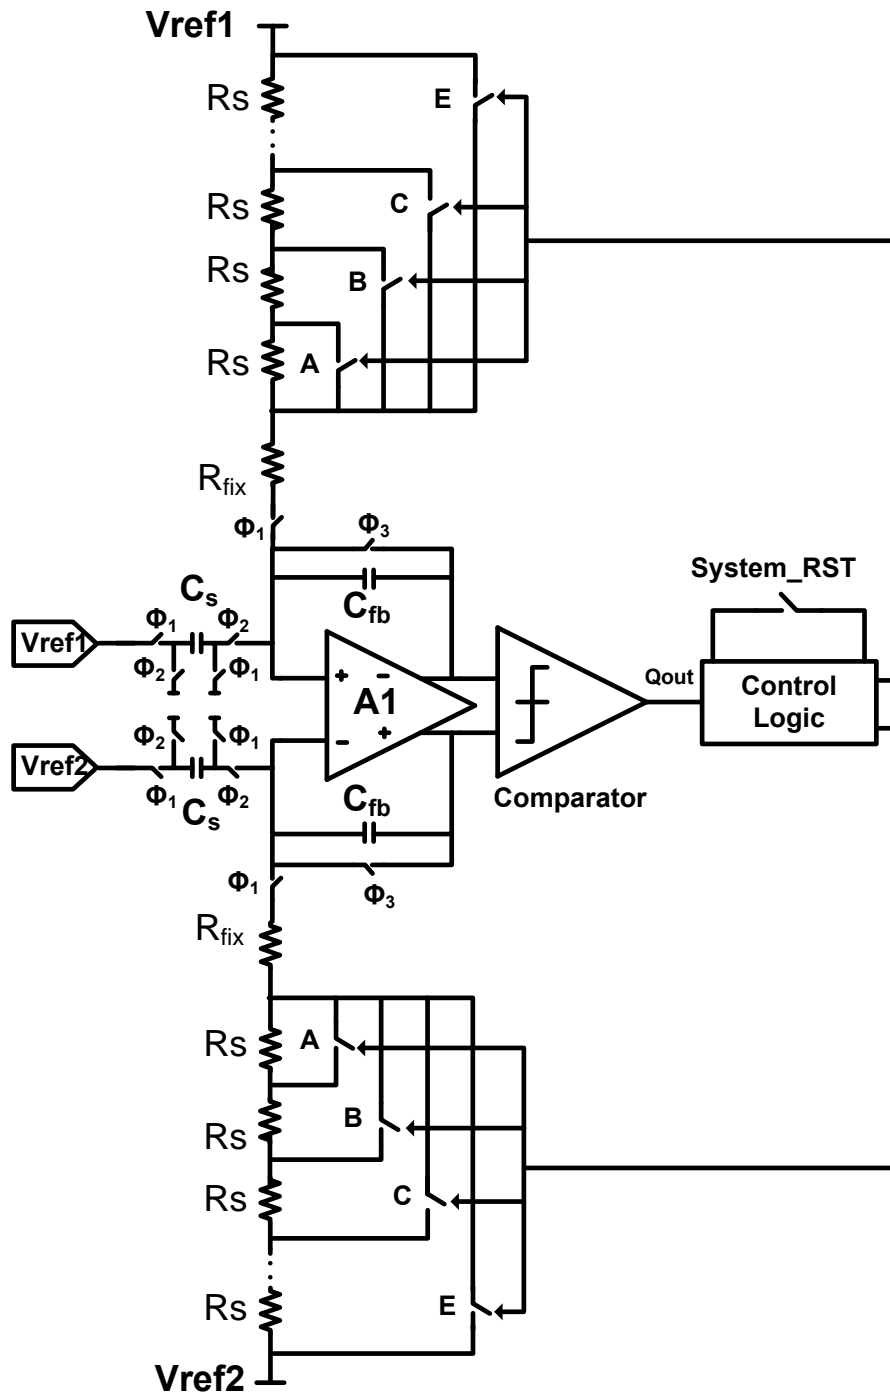 Vref1
Rs
E
Rs
C
Rs
B
Rs
A
Rfix
Φ1
Φ3
Cs
Cfb
System_RST
Φ1
Φ2
Vref1
Φ2
Φ1
+
-
A1
Qout
Control
Logic
Φ2
Φ1
-
+
Vref2
Φ1
Φ2
Cs
Cfb
Comparator
Φ1
Φ3
Rfix
Rs
A
Rs
B
Rs
C
Rs
E
Vref2